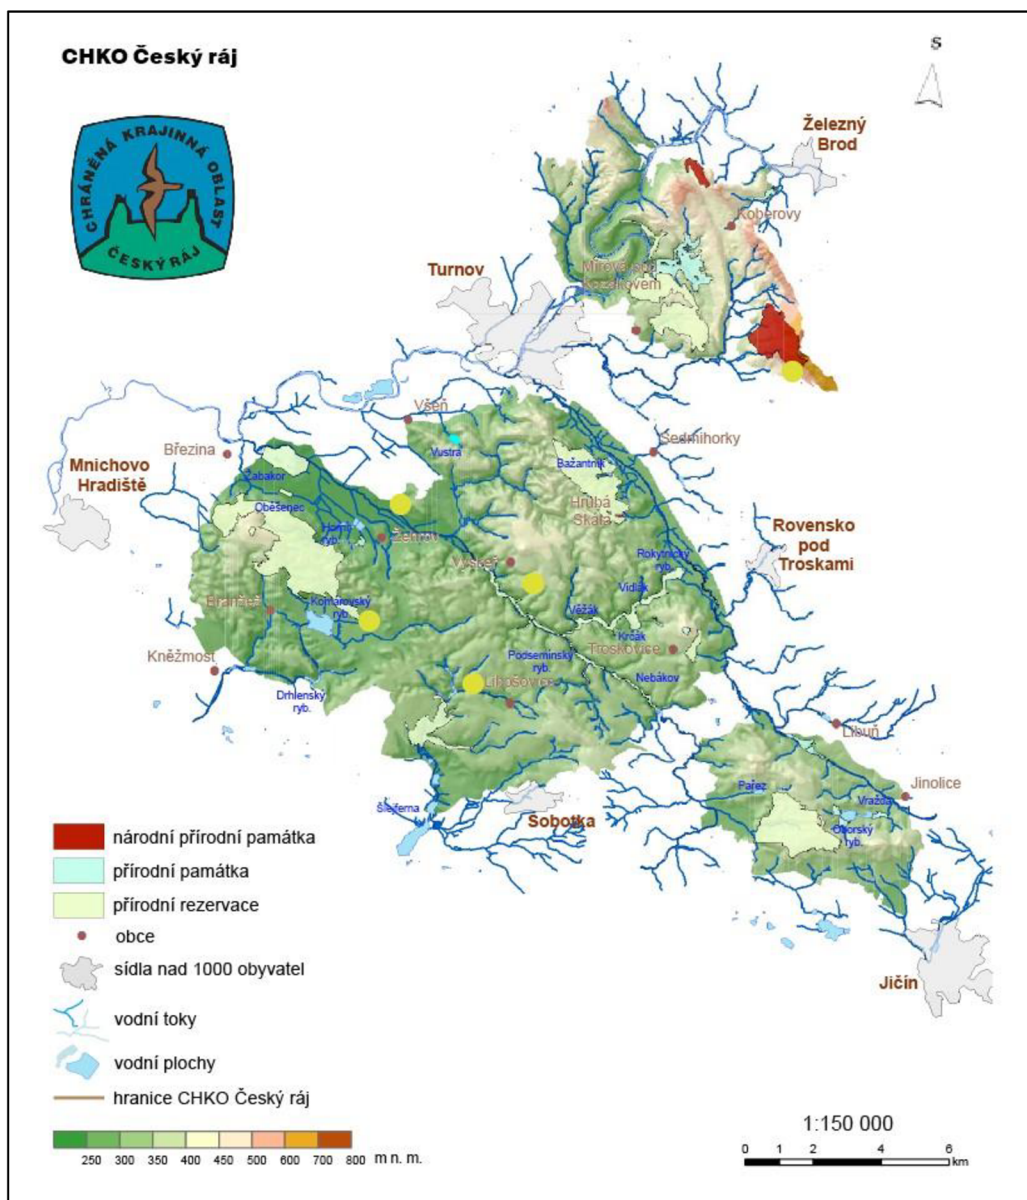 CHKO Český ráj
S
CHRÁNĚNÁ KRAJINNÁ OBLAST
ČESKÝ RÁJ
Železný
Brod
Koberovy
Turnov
Mírová pod
Kozákovem
Všeň
Vustra
Sedmihorky
Březina
Bažantník
Mnichovo
Hradiště
Žabakor
Oběšenec
Hrubá
Skála
Rovensko
pod
Troskami
Horní
ryb.
Žehrov
Vyskeř
Rokytnický
ryb.
Vidlák
Branžež
Komárovský
ryb.
Věžák
Krčák
Troskovice
Kněžmost
Podsemínský
ryb.
Nebákov
Libošovice
Drhlenský
ryb.
Libuň
Pařez
Jinolice
Vražda
Oborský
ryb.
Šlejferna
Sobotka
národní přírodní památka
přírodní památka
přírodní rezervace
obce
sídla nad 1000 obyvatel
Jičín
vodní toky
vodní plochy
hranice CHKO Český ráj
1:150 000
250 300 350 400 450 500 600 700 800 m n. m.
0 1 2 4 6
km